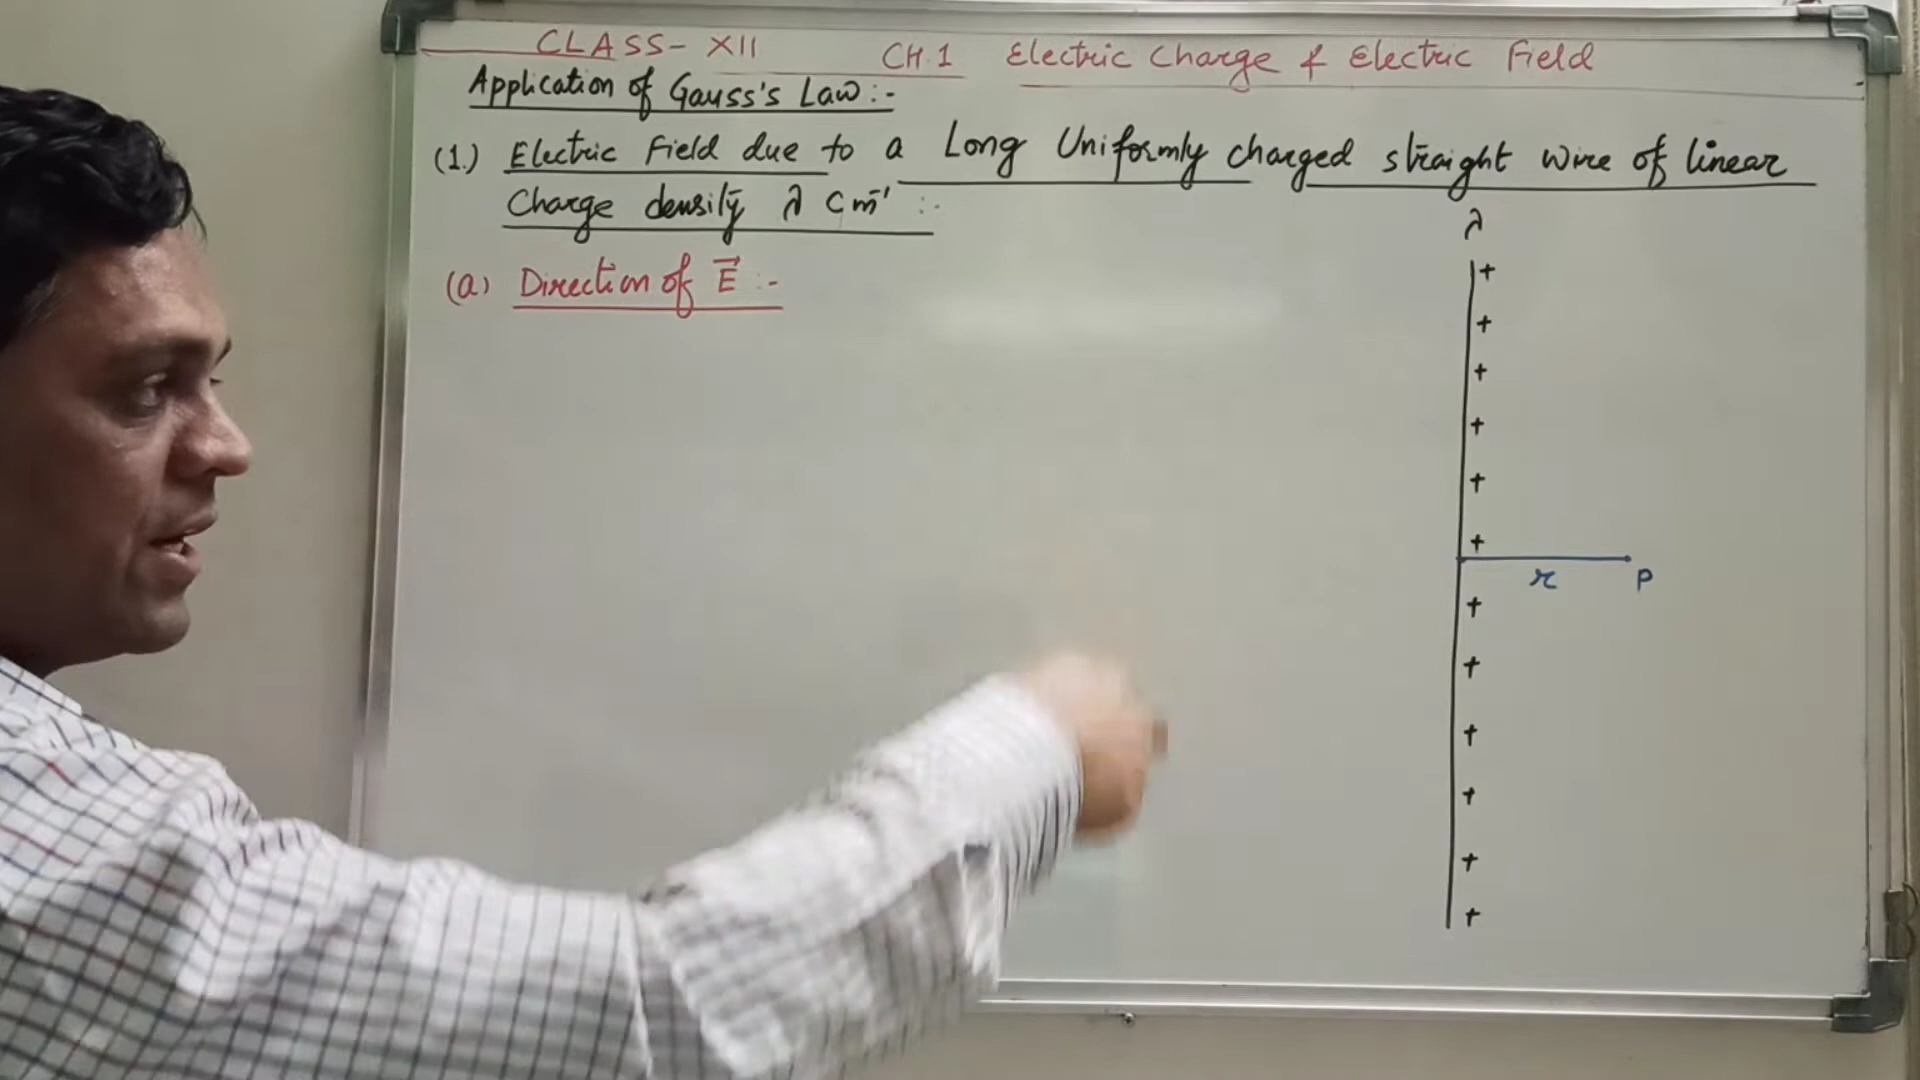 CLASS- XII CH.1 Electric Charge & Electric Field
Application of Gauss's Law:-
(1.) Electric Field due to a Long Uniformly charged straight wire of linear
Charge density λ Cm⁻¹ :-
(a) Direction of E⃗ :-
λ
+
+
+
+
+
+
r P
+
+
+
+
+
+